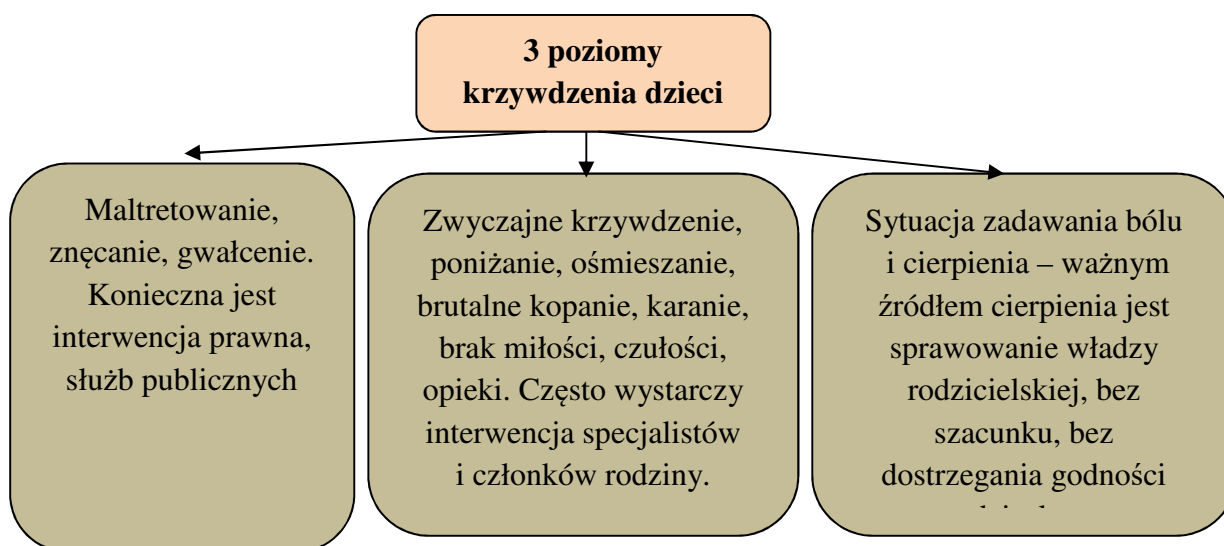 3 poziomy
krzywdzenia dzieci
Maltretowanie,
znęcanie, gwałcenie.
Konieczna jest
interwencja prawna,
służb publicznych
Zwyczajne krzywdzenie,
poniżanie, ośmieszanie,
brutalne kopanie, karanie,
brak miłości, czułości,
opieki. Często wystarczy
interwencja specjalistów
i członków rodziny.
Sytuacja zadawania bólu
i cierpienia – ważnym
źródłem cierpienia jest
sprawowanie władzy
rodzicielskiej, bez
szacunku, bez
dostrzegania godności